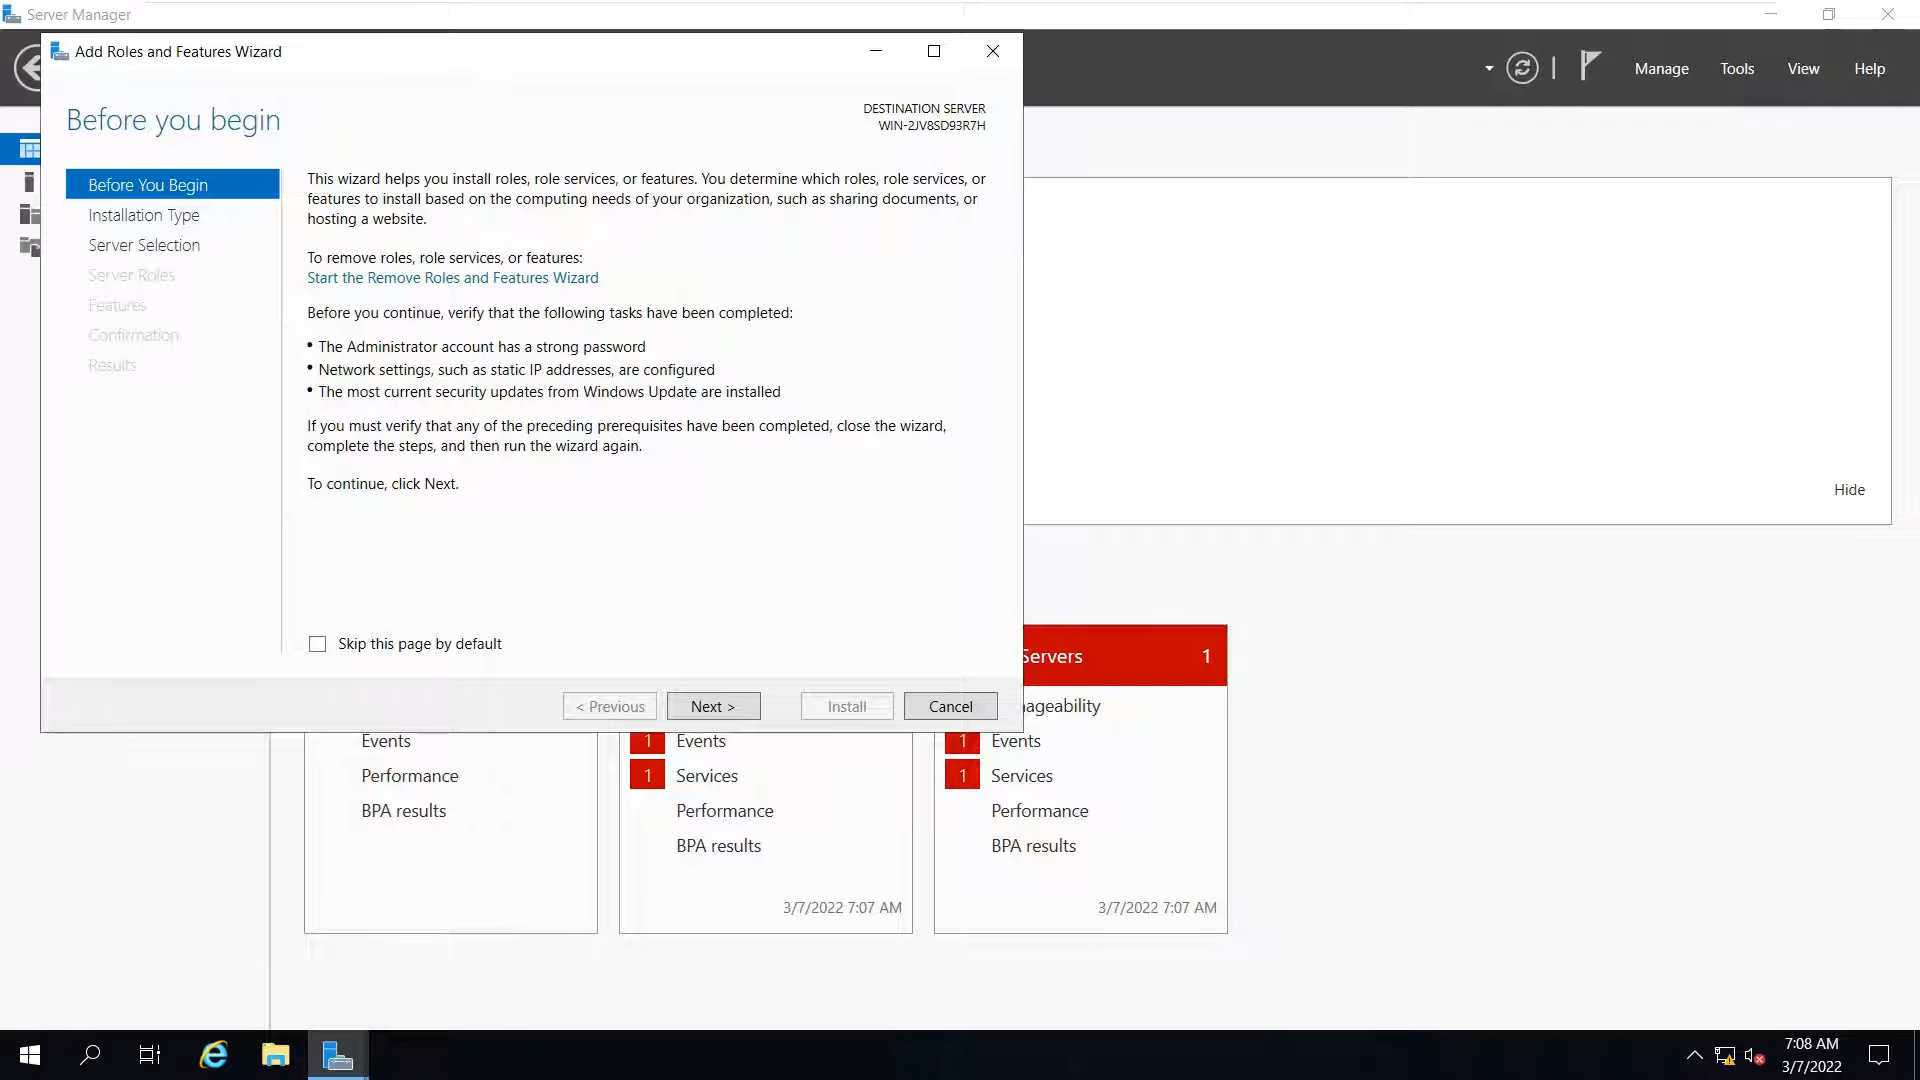 Server Manager
Add Roles and Features Wizard
Manage
Tools
View
Help
Before you begin
DESTINATION SERVER
WIN-2JV8SD93R7H
Before You Begin
Installation Type
Server Selection
Server Roles
Features
Confirmation
Results
This wizard helps you install roles, role services, or features. You determine which roles, role services, or
features to install based on the computing needs of your organization, such as sharing documents, or
hosting a website.
To remove roles, role services, or features:
Start the Remove Roles and Features Wizard
Before you continue, verify that the following tasks have been completed:
• The Administrator account has a strong password
• Network settings, such as static IP addresses, are configured
• The most current security updates from Windows Update are installed
If you must verify that any of the preceding prerequisites have been completed, close the wizard,
complete the steps, and then run the wizard again.
To continue, click Next.
Skip this page by default
< Previous
Next >
Install
Cancel
Hide
Servers 1
ageability
Events
Performance
BPA results
1 Events
1 Services
Performance
BPA results
3/7/2022 7:07 AM
1 Events
1 Services
Performance
BPA results
3/7/2022 7:07 AM
7:08 AM
3/7/2022